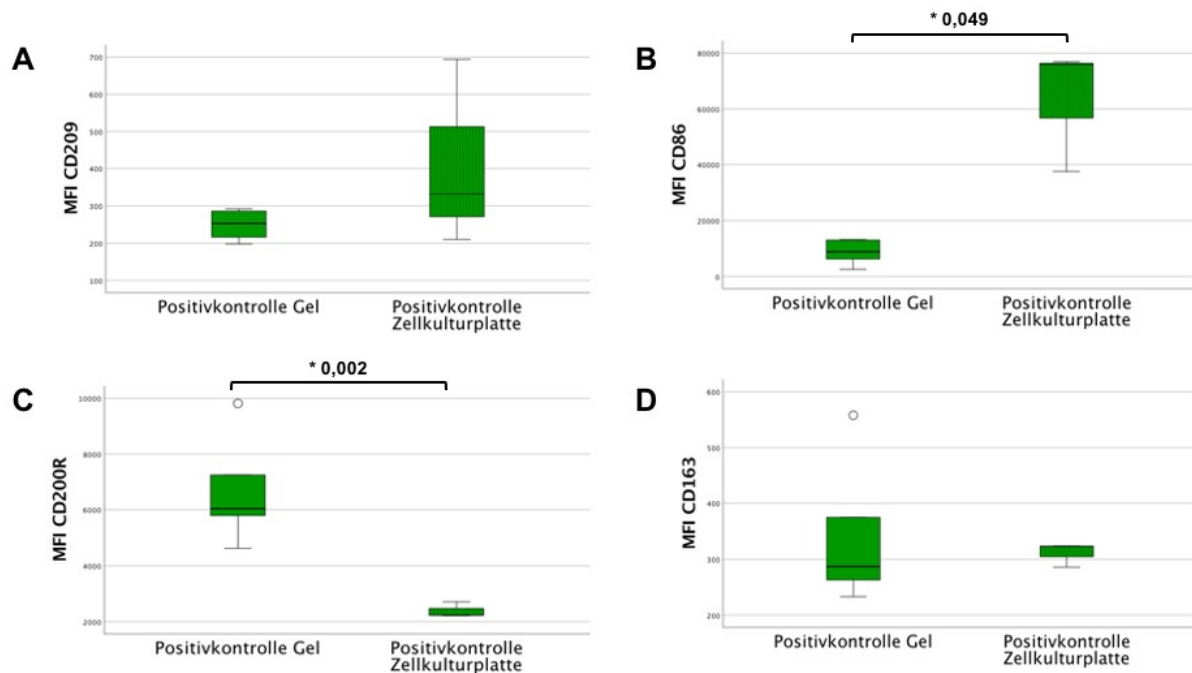 A
MFI CD209
700
600
500
400
300
200
100
Positivkontrolle Gel
Positivkontrolle
Zellkulturplatte
B
* 0,049
MFI CD86
80000
60000
40000
20000
0
Positivkontrolle Gel
Positivkontrolle
Zellkulturplatte
C
* 0,002
MFI CD200R
10000
8000
6000
4000
2000
Positivkontrolle Gel
Positivkontrolle
Zellkulturplatte
D
MFI CD163
600
500
400
300
200
Positivkontrolle Gel
Positivkontrolle
Zellkulturplatte